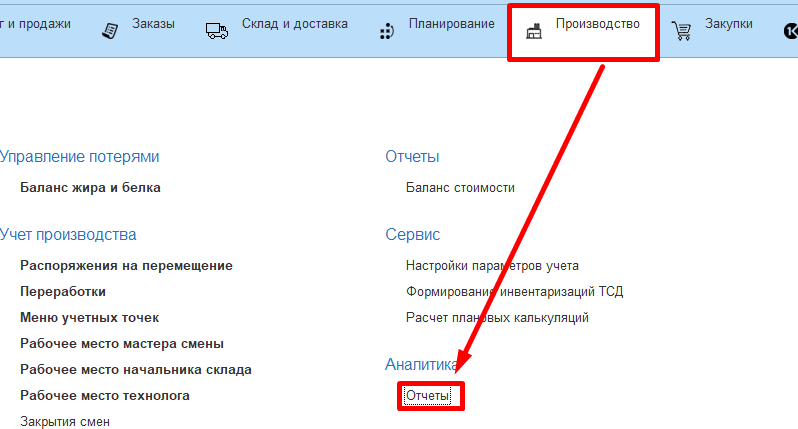 г и продажи
Заказы
Склад и доставка
Планирование
Производство
Закупки
Управление потерями
Баланс жира и белка
Учет производства
Распоряжения на перемещение
Переработки
Меню учетных точек
Рабочее место мастера смены
Рабочее место начальника склада
Рабочее место технолога
Закрытия смен
Отчеты
Баланс стоимости
Сервис
Настройки параметров учета
Формирование инвентаризаций ТСД
Расчет плановых калькуляций
Аналитика
Отчеты